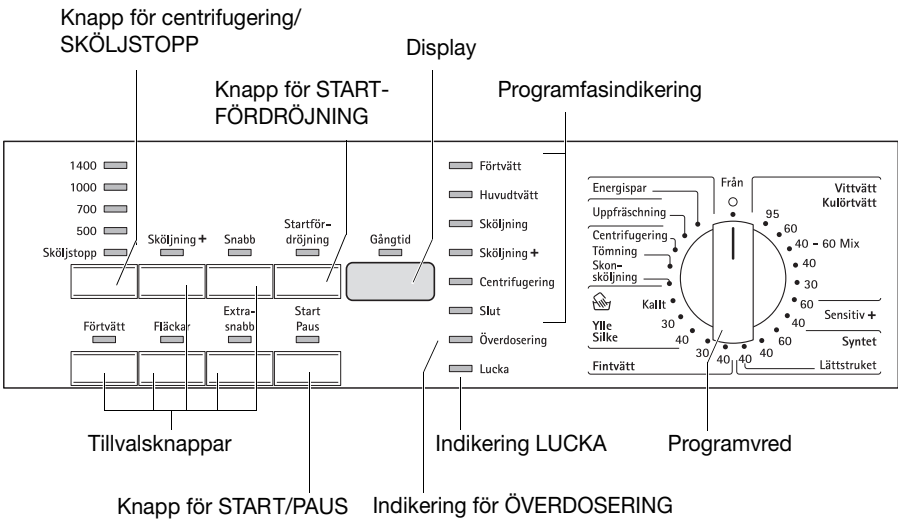 Knapp för centrifugering/
SKÖLJSTOPP
Display
Knapp för START-
FÖRDRÖJNING
Programfasindikering
1400
1000
700
500
Sköljstopp
Sköljning +
Snabb
Startför-
dröjning
Gångtid
Förtvätt
Fläckar
Extra-
snabb
Start
Paus
Förtvätt
Huvudtvätt
Sköljning
Sköljning +
Centrifugering
Slut
Överdosering
Lucka
Från
Energispar
Uppfräschning
Centrifugering
Tömning
Skon-
sköljning
Kallt
30
Ylle
Silke
40
30
40
Fintvätt
Vittvätt
Kulörtvätt
95
60
40 - 60 Mix
40
30
60
40
Sensitiv +
60
Syntet
40
40
Lättstruket
Tillvalsknappar
Indikering LUCKA
Programvred
Knapp för START/PAUS
Indikering för ÖVERDOSERING